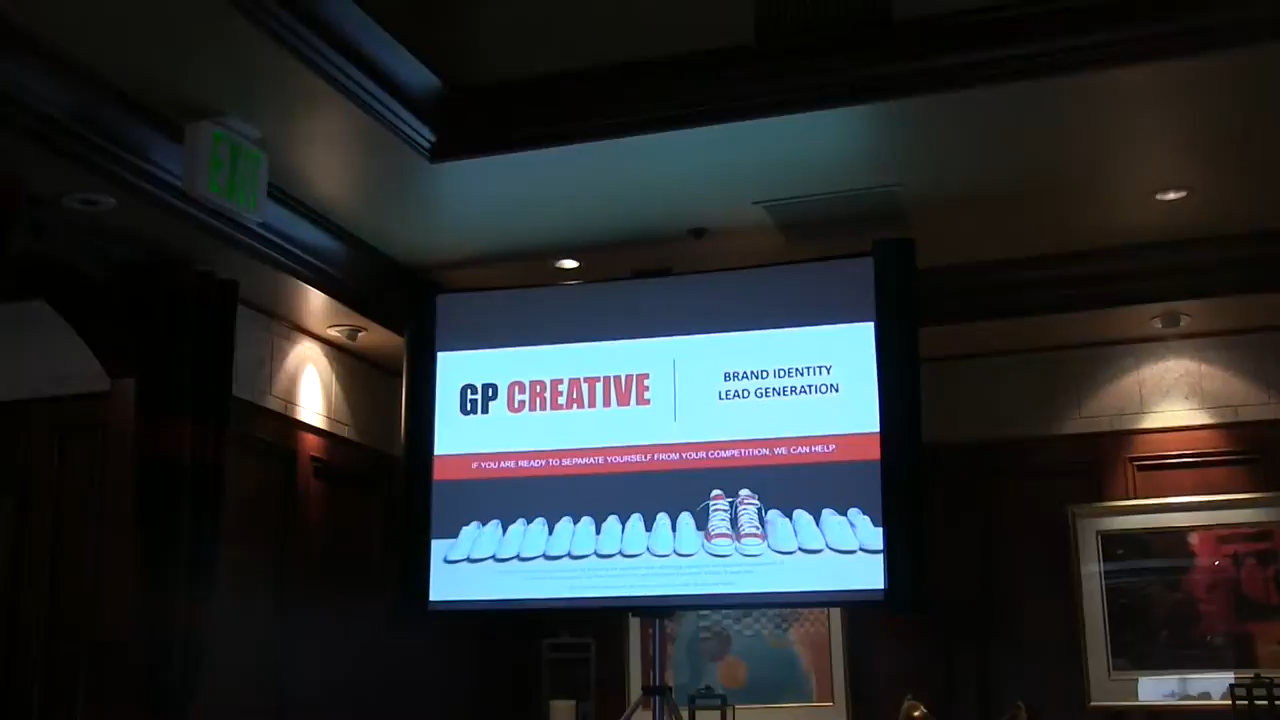 EXIT
GP CREATIVE
BRAND IDENTITY
LEAD GENERATION
IF YOU ARE READY TO SEPARATE YOURSELF FROM YOUR COMPETITION, WE CAN HELP